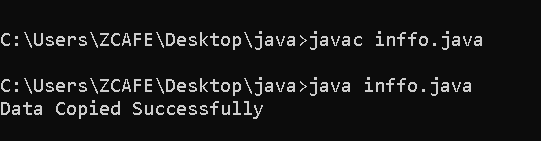 C:\Users\ZCAFE\Desktop\java>javac inffo.java
C:\Users\ZCAFE\Desktop\java>java inffo.java
Data Copied Successfully